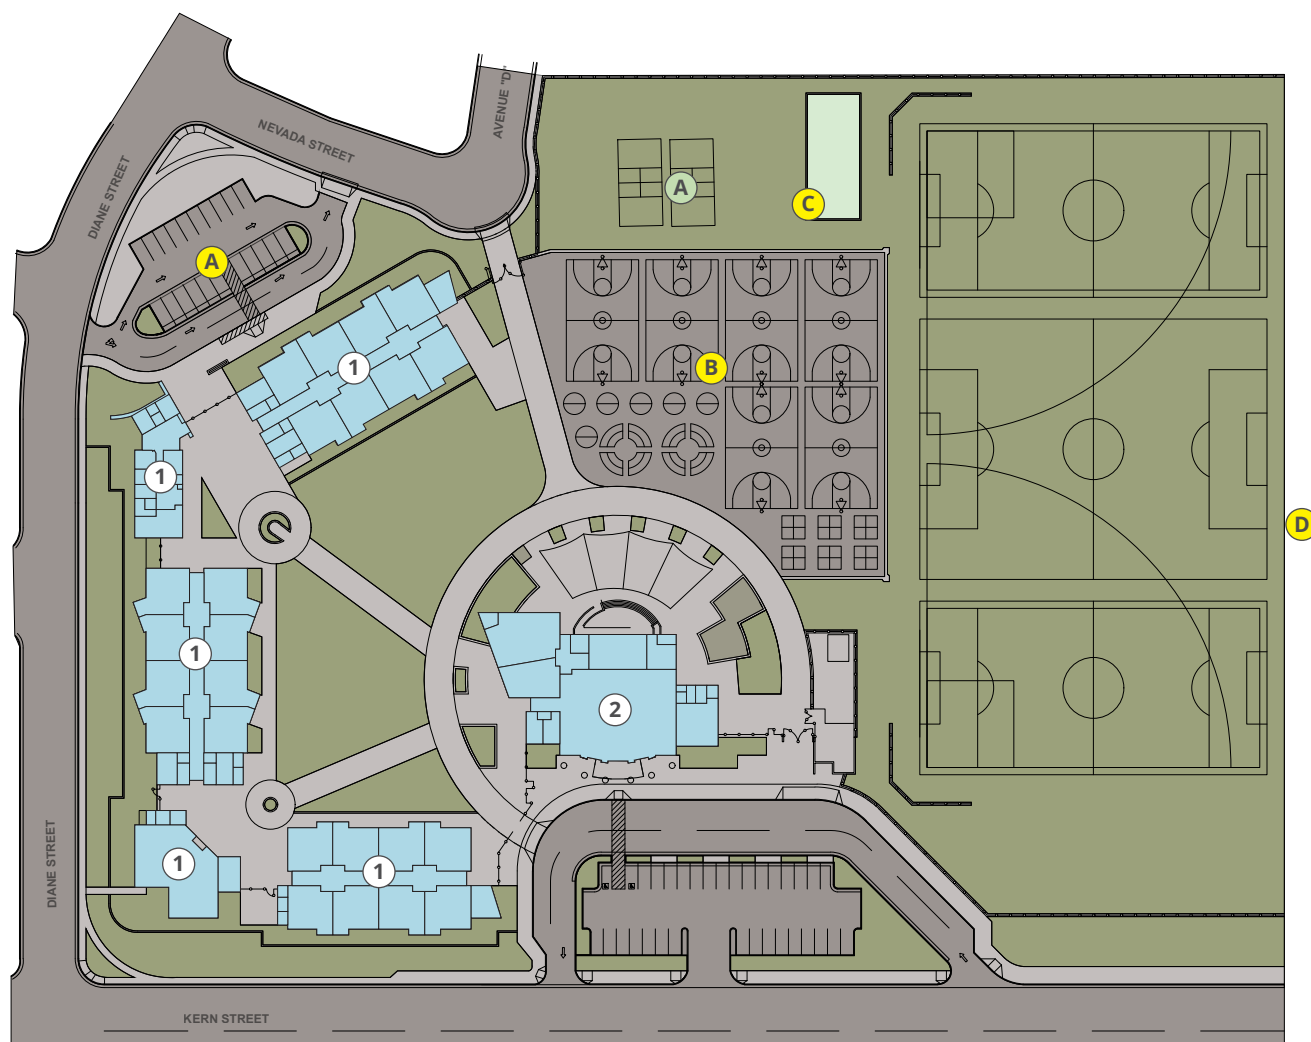 AVENUE "D"
NEVADA STREET
DIANE STREET
A
C
A
1
B
1
D
1
2
1
1
DIANE STREET
KERN STREET